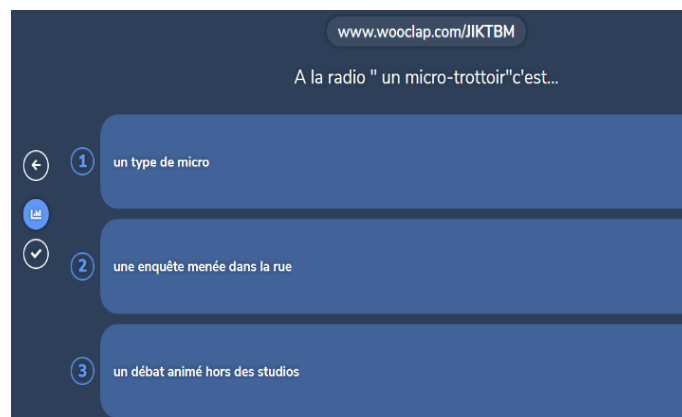 www.wooclap.com/JIKTBM
A la radio " un micro-trottoir"c'est...
1 un type de micro
2 une enquête menée dans la rue
3 un débat animé hors des studios